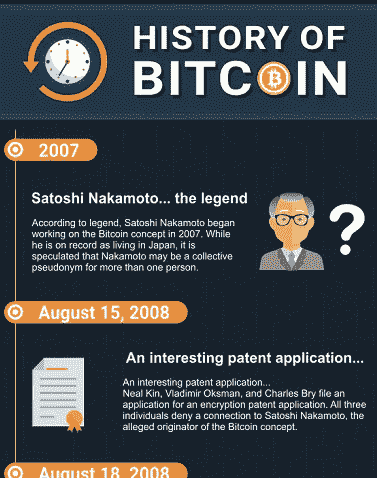 HISTORY OF
BITCOIN
2007
Satoshi Nakamoto... the legend
According to legend, Satoshi Nakamoto began
working on the Bitcoin concept in 2007. While
he is on record as living in Japan, it is
speculated that Nakamoto may be a collective
pseudonym for more than one person.
?
August 15, 2008
An interesting patent application...
An interesting patent application...
Neal Kin, Vladimir Oksman, and Charles Bry file an
application for an encryption patent application. All three
individuals deny a connection to Satoshi Nakamoto, the
alleged originator of the Bitcoin concept.
August 18, 2008